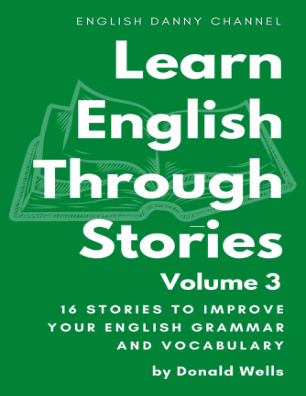 ENGLISH DANNY CHANNEL
Learn
English
Through
Stories
Volume 3
16 STORIES TO IMPROVE
YOUR ENGLISH GRAMMAR
AND VOCABULARY
by Donald Wells